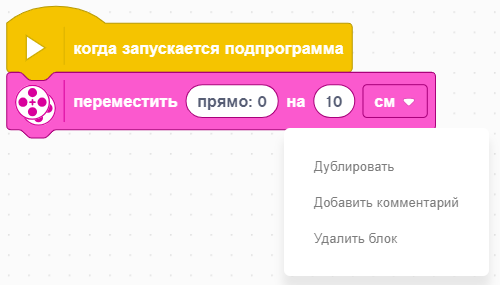 когда запускается подпрограмма
переместить прямо: 0 на 10 см
Дублировать
Добавить комментарий
Удалить блок